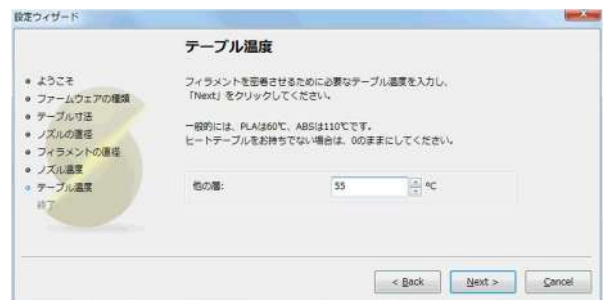 設定ウィザード
テーブル温度
ようこそ
ファームウェアの種類
テーブル寸法
ノズルの直径
フィラメントの直径
ノズル温度
テーブル温度
終了
フィラメントを密着させるために必要なテーブル温度を入力し、
「Next」をクリックしてください。
一般的には、PLAは60℃、ABSは110℃です。
ヒートテーブルをお持ちでない場合は、0のままにしてください。
他の層: 55 °C
< Back Next > Cancel